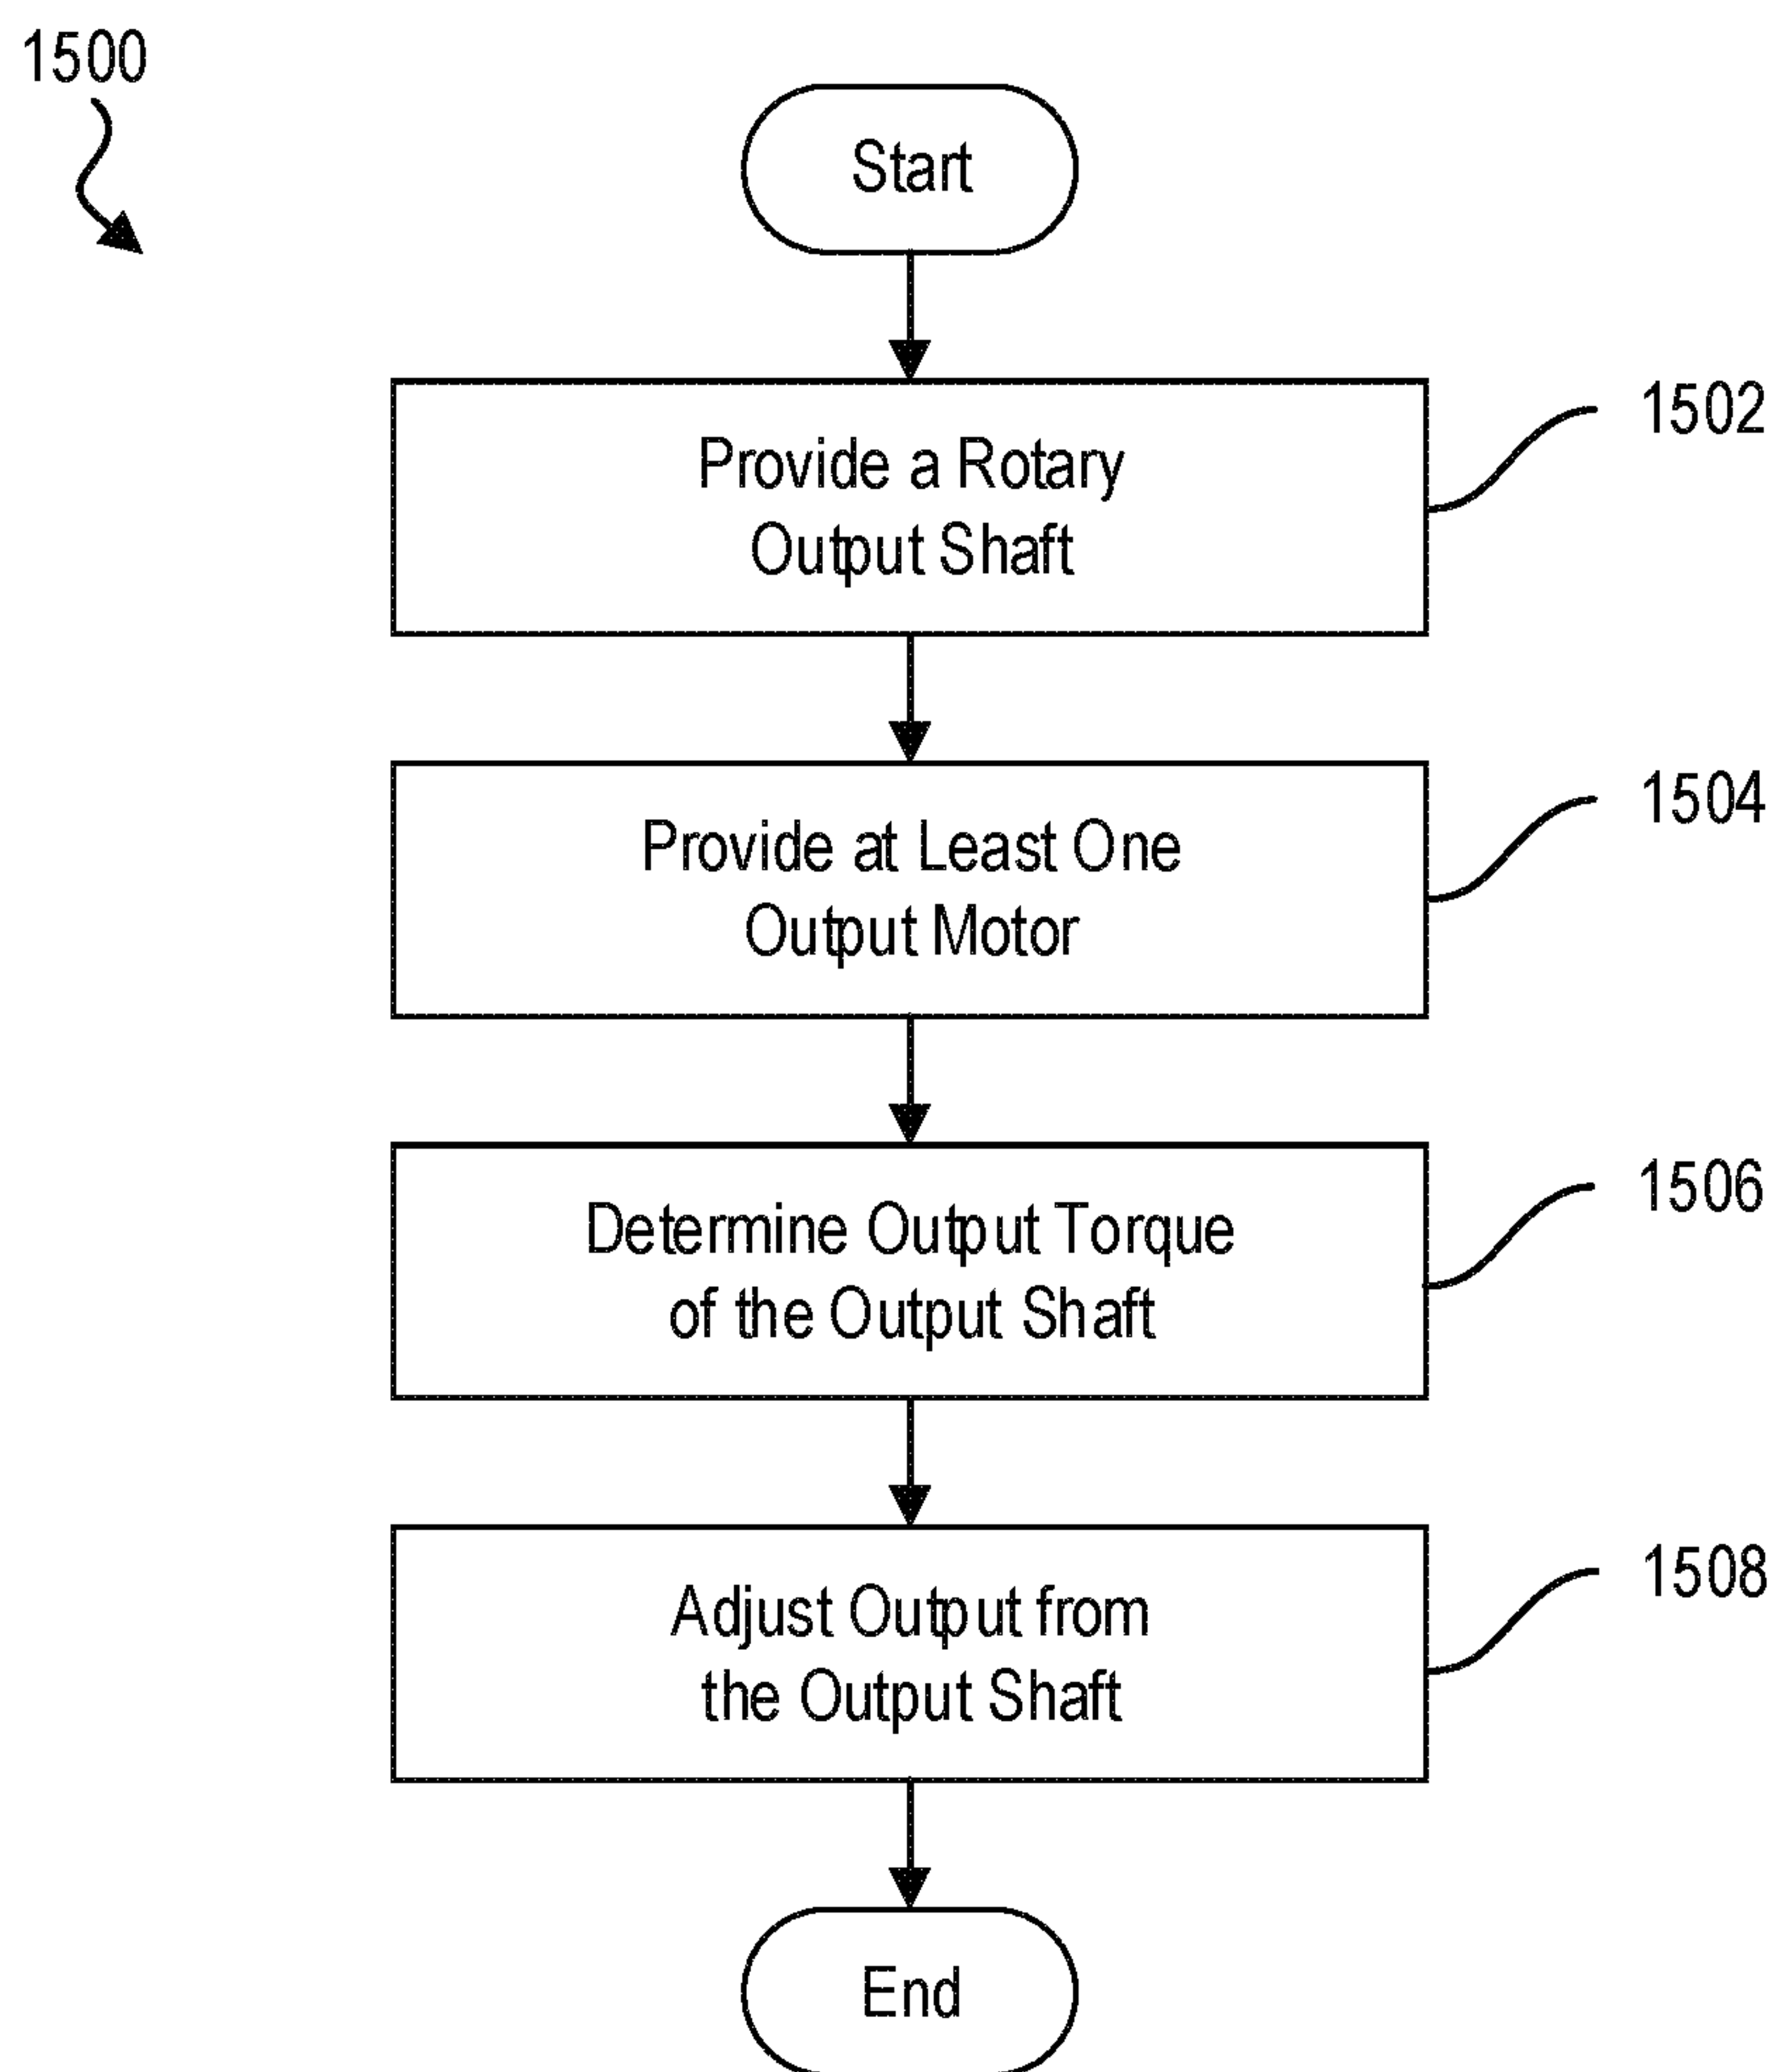 1500
Start
Provide a Rotary
Output Shaft
1502
Provide at Least One
Output Motor
1504
Determine Output Torque
of the Output Shaft
1506
Adjust Output from
the Output Shaft
1508
End